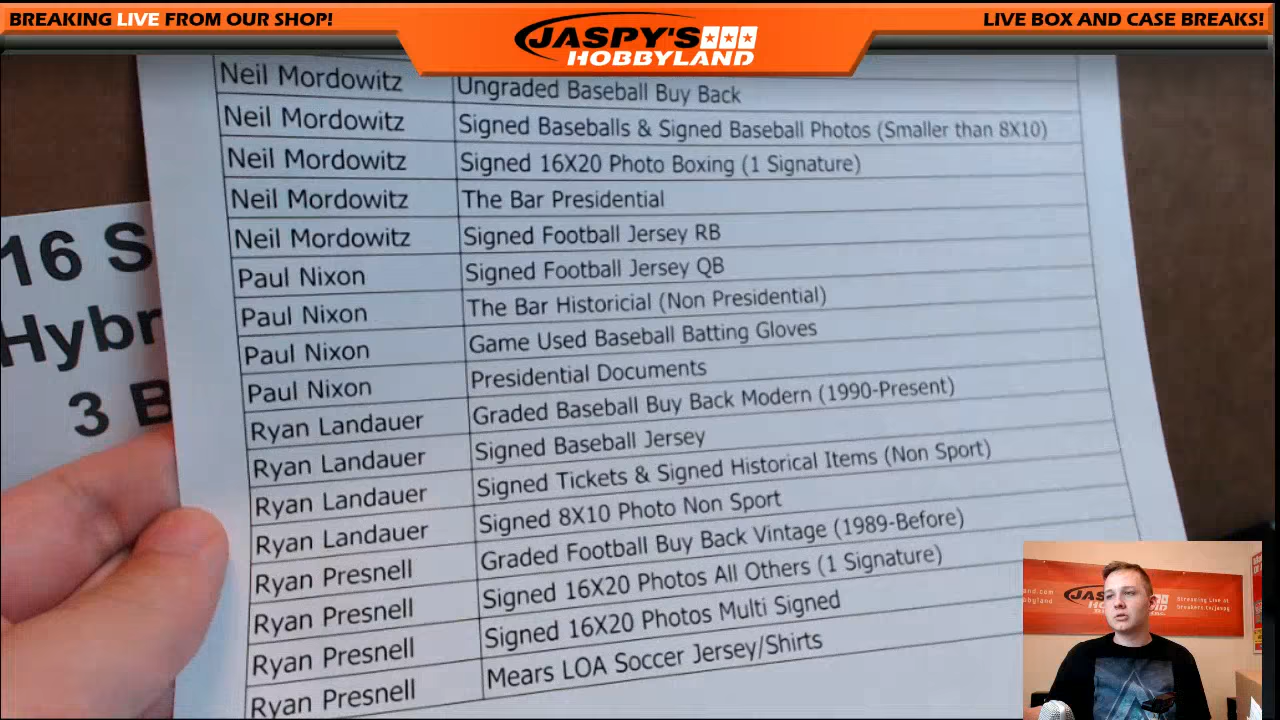 BREAKING LIVE FROM OUR SHOP!
JASPY'S
HOBBYLAND
LIVE BOX AND CASE BREAKS!
Neil Mordowitz Ungraded Baseball Buy Back
Neil Mordowitz Signed Baseballs & Signed Baseball Photos (Smaller than 8X10)
Neil Mordowitz Signed 16X20 Photo Boxing (1 Signature)
Neil Mordowitz The Bar Presidential
Neil Mordowitz Signed Football Jersey RB
Paul Nixon Signed Football Jersey QB
Paul Nixon The Bar Historicial (Non Presidential)
Paul Nixon Game Used Baseball Batting Gloves
Paul Nixon Presidential Documents
Ryan Landauer Graded Baseball Buy Back Modern (1990-Present)
Ryan Landauer Signed Baseball Jersey
Ryan Landauer Signed Tickets & Signed Historical Items (Non Sport)
Ryan Landauer Signed 8X10 Photo Non Sport
Ryan Presnell Graded Football Buy Back Vintage (1989-Before)
Ryan Presnell Signed 16X20 Photos All Others (1 Signature)
Ryan Presnell Signed 16X20 Photos Multi Signed
Ryan Presnell Mears LOA Soccer Jersey/Shirts
16 S
Hybr
3 B
Streaming Live at